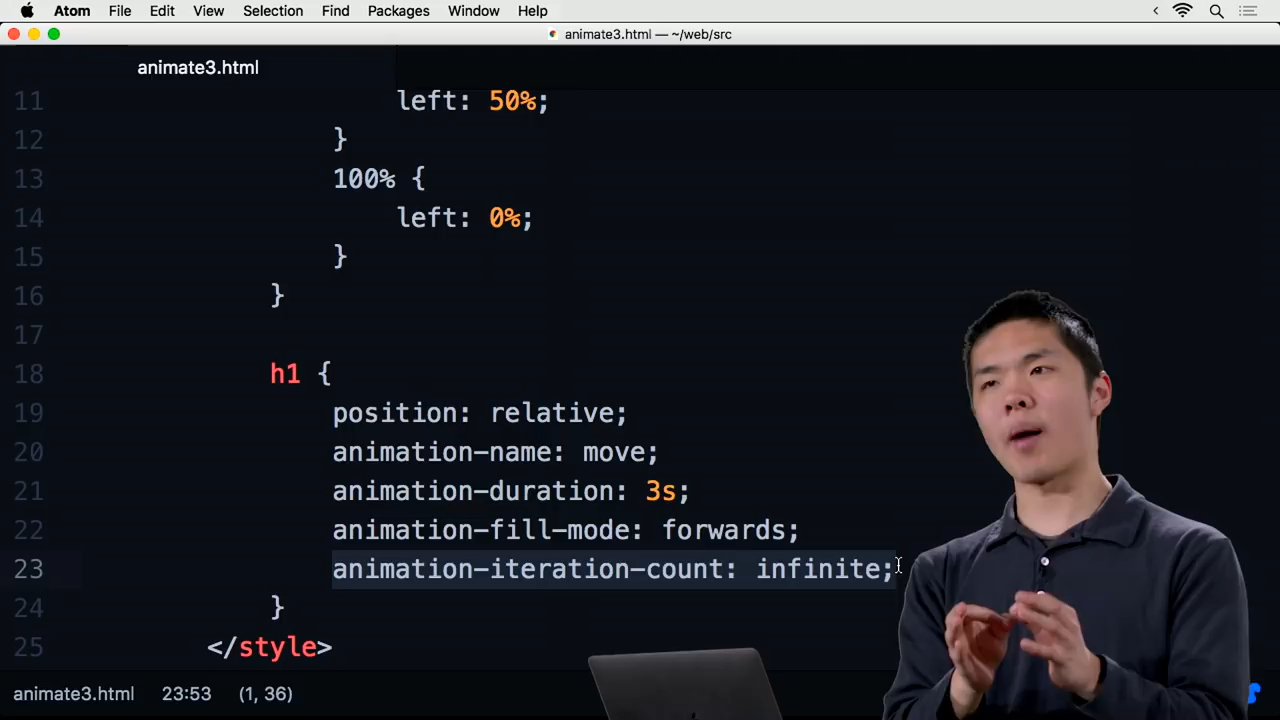 Atom File Edit View Selection Find Packages Window Help
animate3.html — ~/web/src
animate3.html
11 left: 50%;
12 }
13 100% {
14 left: 0%;
15 }
16 }
17
18 h1 {
19 position: relative;
20 animation-name: move;
21 animation-duration: 3s;
22 animation-fill-mode: forwards;
23 animation-iteration-count: infinite;
24 }
25 </style>
animate3.html 23:53 (1, 36)